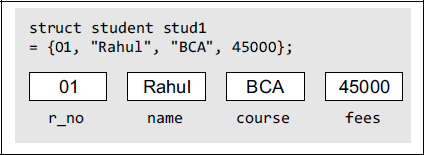 struct student stud1
= {01, "Rahul", "BCA", 45000};
01 Rahul BCA 45000
r_no name course fees